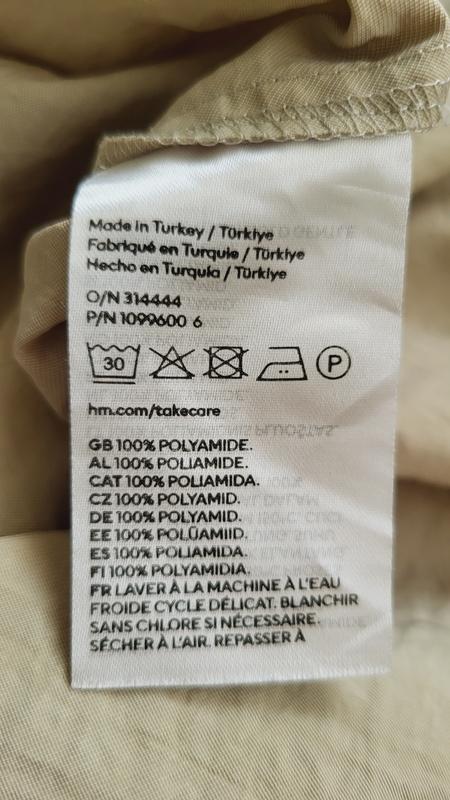 Made in Turkey / Türkiye
Fabriqué en Turquie / Türkiye
Hecho en Turquía / Türkiye
O/N 314444
P/N 1099600 6
30
P
hm.com/takecare
GB 100% POLYAMIDE.
AL 100% POLIAMIDE.
CAT 100% POLIAMIDA.
CZ 100% POLYAMID.
DE 100% POLYAMID.
EE 100% POLÜAMIID.
ES 100% POLIAMIDA.
FI 100% POLYAMIDIA.
FR LAVER À LA MACHINE À L'EAU
FROIDE CYCLE DÉLICAT. BLANCHIR
SANS CHLORE SI NÉCESSAIRE.
SÉCHER À L'AIR. REPASSER À